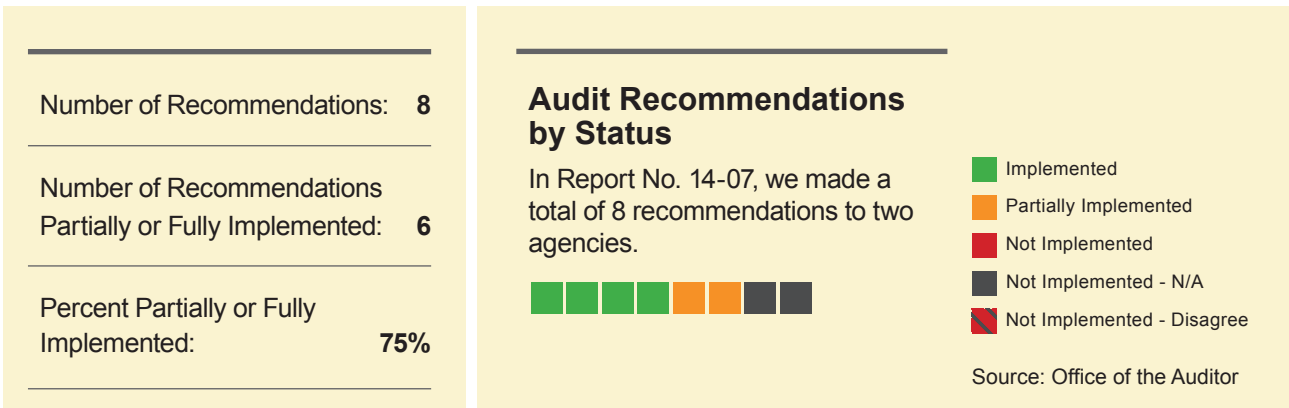 Number of Recommendations: 8
Number of Recommendations
Partially or Fully Implemented: 6
Percent Partially or Fully
Implemented: 75%
Audit Recommendations
by Status
In Report No. 14-07, we made a
total of 8 recommendations to two
agencies.
Implemented
Partially Implemented
Not Implemented
Not Implemented - N/A
Not Implemented - Disagree
Source: Office of the Auditor